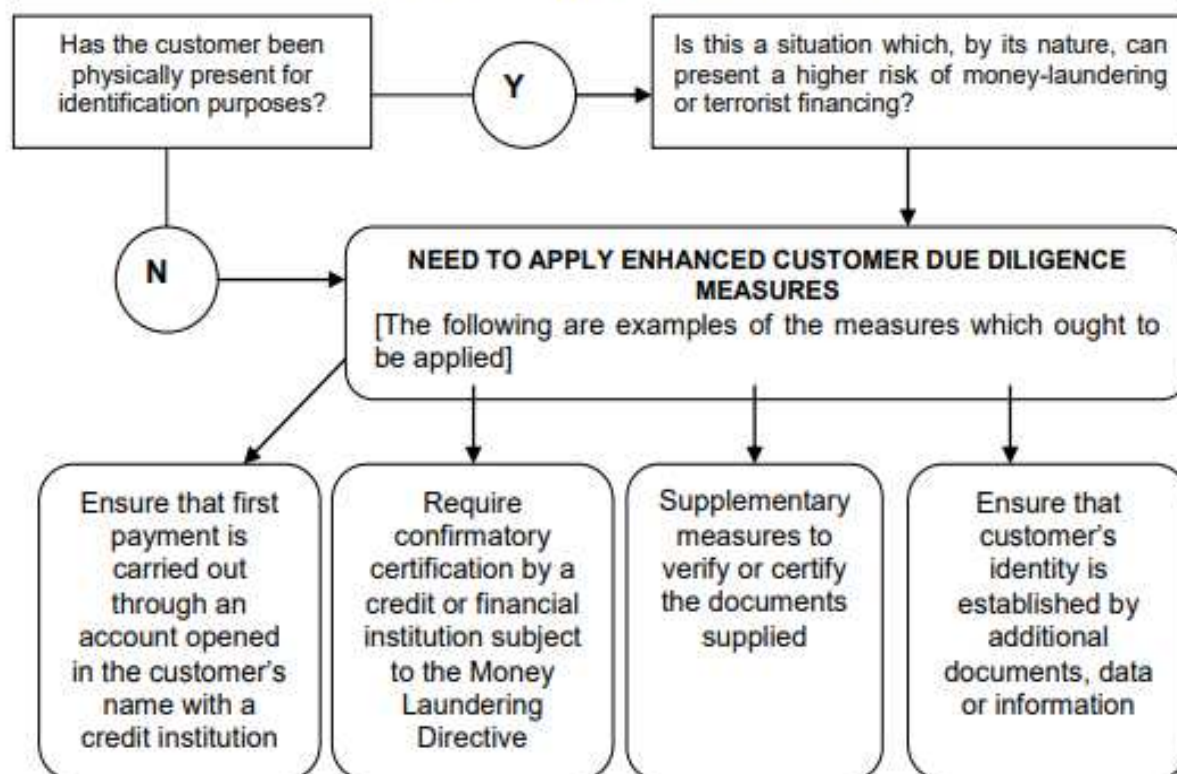 Has the customer been
physically present for
identification purposes?
Y
Is this a situation which, by its nature, can
present a higher risk of money-laundering
or terrorist financing?
N
NEED TO APPLY ENHANCED CUSTOMER DUE DILIGENCE
MEASURES
[The following are examples of the measures which ought to
be applied]
Ensure that first
payment is
carried out
through an
account opened
in the customer's
name with a
credit institution
Require
confirmatory
certification by a
credit or financial
institution subject
to the Money
Laundering
Directive
Supplementary
measures to
verify or certify
the documents
supplied
Ensure that
customer's
identity is
established by
additional
documents, data
or information